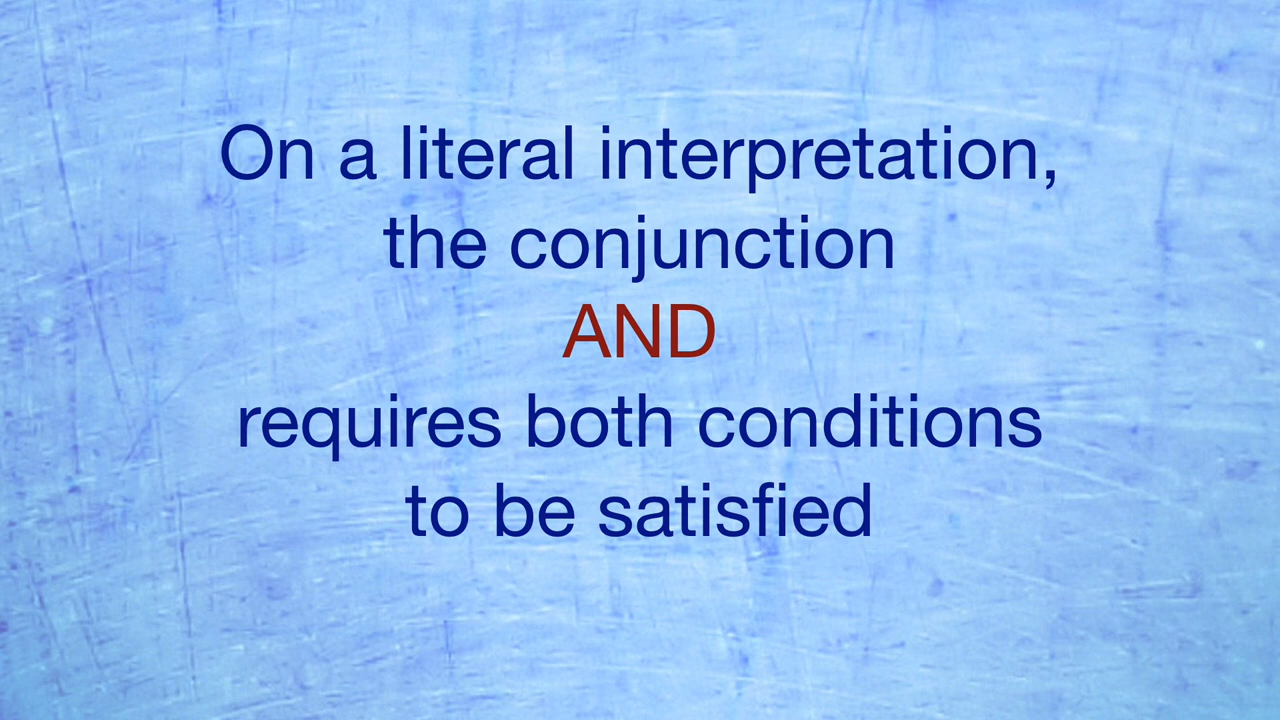 On a literal interpretation,
the conjunction
AND
requires both conditions
to be satisfied